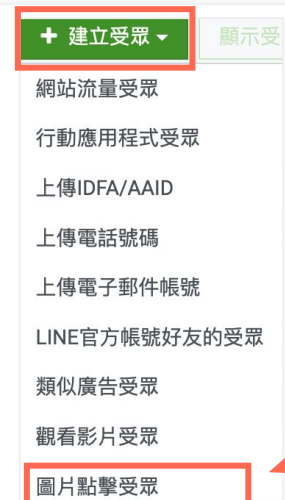 + 建立受眾 顯示受
網站流量受眾
行動應用程式受眾
上傳IDFA/AAID
上傳電話號碼
上傳電子郵件帳號
LINE官方帳號好友的受眾
類似廣告受眾
觀看影片受眾
圖片點擊受眾